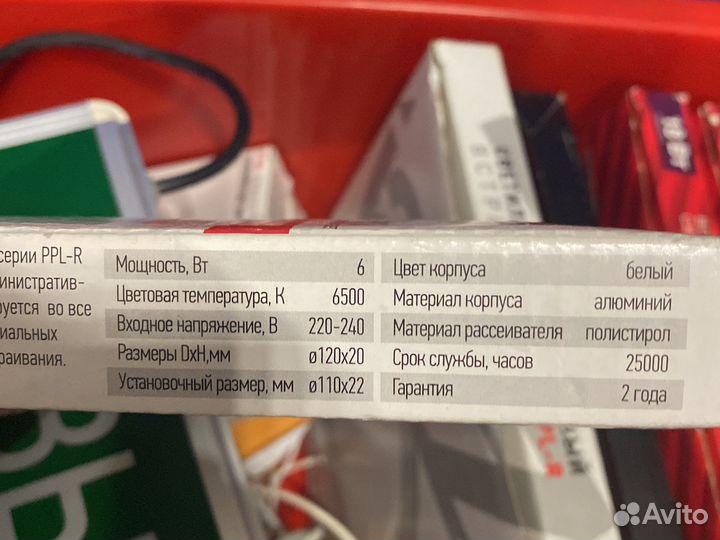 серии PPL-R
министратив-
руется во все
иальных
раивания.
Мощность, Вт 6
Цветовая температура, К 6500
Входное напряжение, В 220-240
Размеры DxH,мм ø120x20
Установочный размер, мм ø110x22
Цвет корпуса белый
Материал корпуса алюминий
Материал рассеивателя полистирол
Срок службы, часов 25000
Гарантия 2 года
PPL-R
Avito